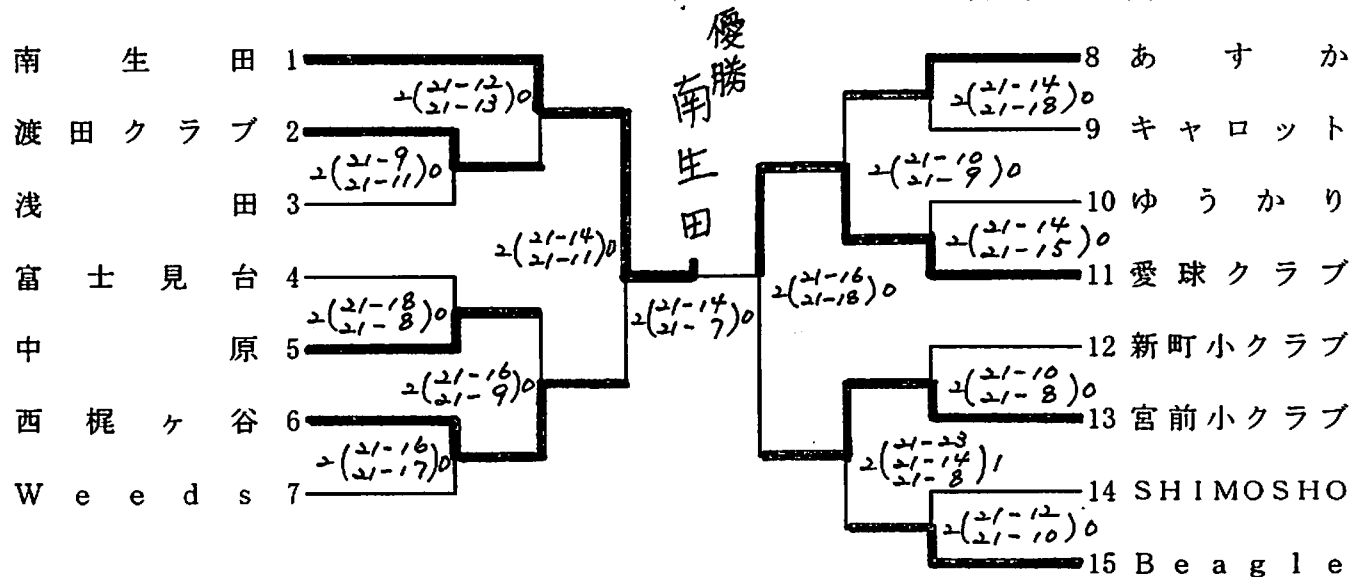 優勝
南生田
南生田 1
2(21-12 21-13)0
渡田クラブ 2
2(21-9 21-11)0
浅田 3
2(21-14 21-11)0
富士見台 4
2(21-18 21-8)0
中原 5
2(21-16 21-9)0
西梶ヶ谷 6
2(21-16 21-17)0
Weeds 7
2(21-14 21-7)0
8 あすか
2(21-14 21-18)0
9 キャロット
2(21-10 21-9)0
10 ゆうかり
2(21-14 21-15)0
11 愛球クラブ
2(21-16 21-18)0
12 新町小クラブ
2(21-10 21-8)0
13 宮前小クラブ
2(21-23 21-14 21-8)1
14 SHIMOSHO
2(21-12 21-10)0
15 Beagle